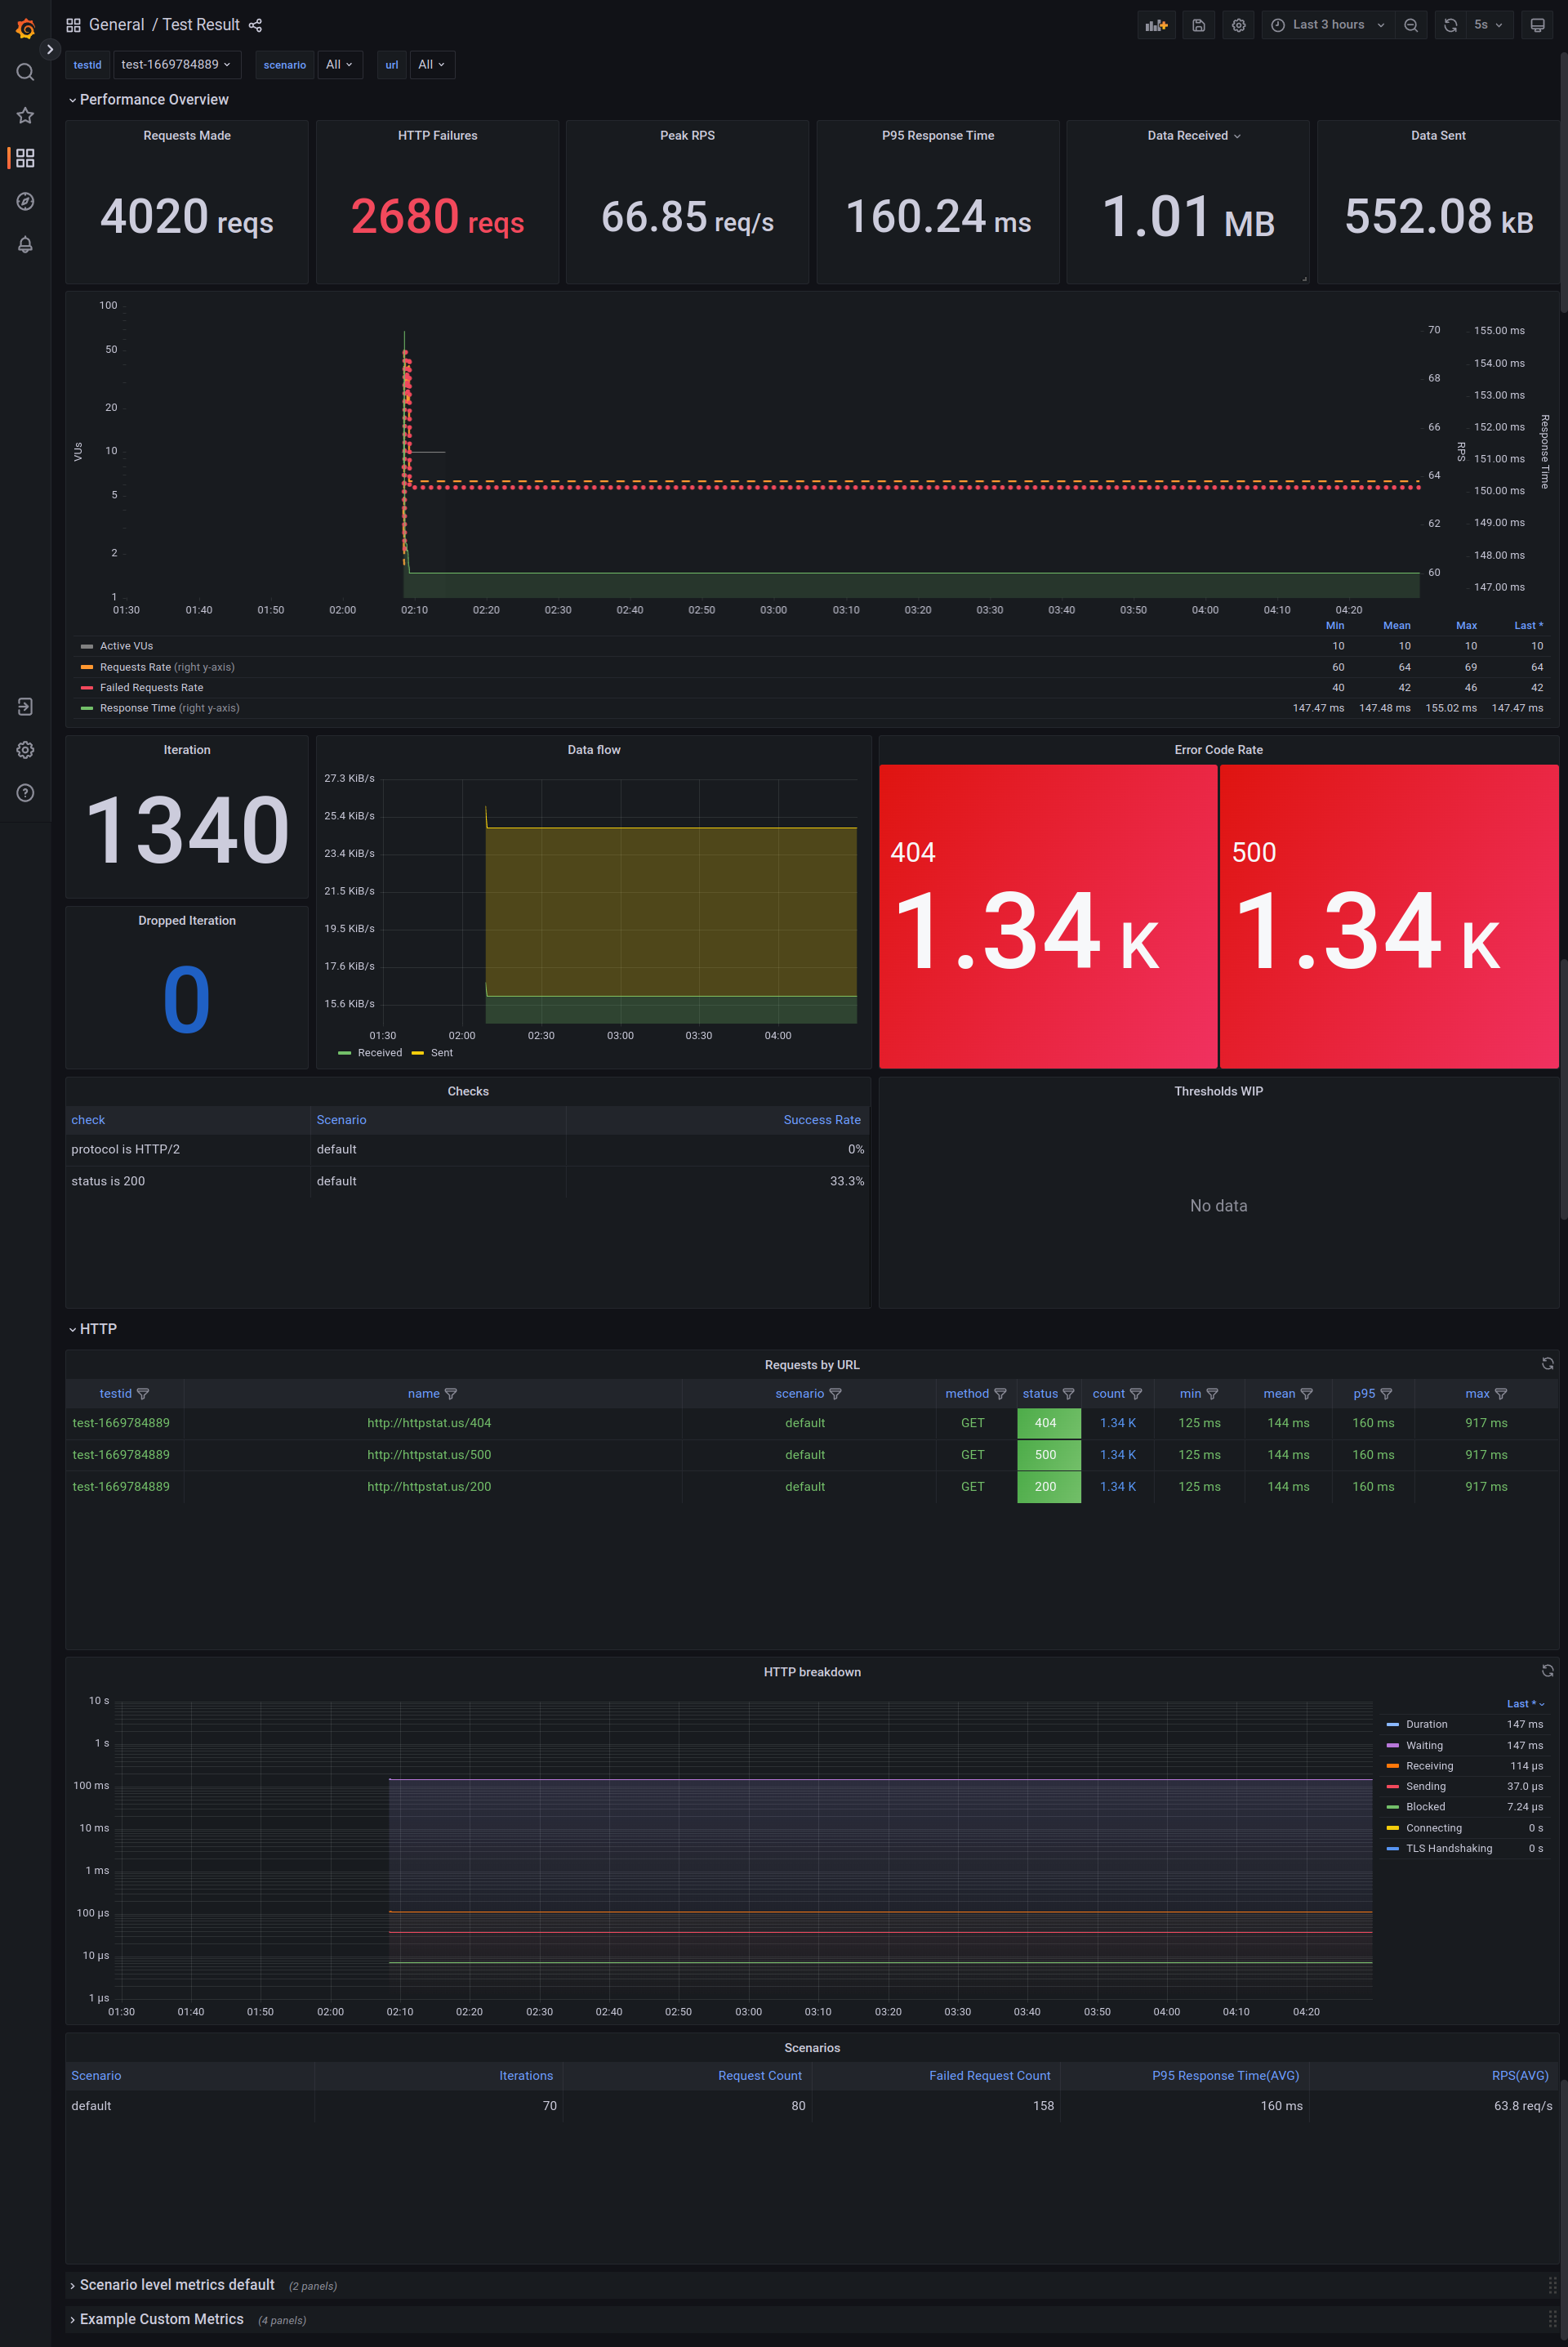 General / Test Result
Last 3 hours
5s
testid test-1669784889 scenario All url All
Performance Overview
Requests Made
4020 reqs
HTTP Failures
2680 reqs
Peak RPS
66.85 req/s
P95 Response Time
160.24 ms
Data Received
1.01 MB
Data Sent
552.08 kB
100
50
20
10
5
2
1
VUs
70
68
66
64
62
60
RPS
155.00 ms
154.00 ms
153.00 ms
152.00 ms
151.00 ms
150.00 ms
149.00 ms
148.00 ms
147.00 ms
Response Time
01:30 01:40 01:50 02:00 02:10 02:20 02:30 02:40 02:50 03:00 03:10 03:20 03:30 03:40 03:50 04:00 04:10 04:20
Min Mean Max Last *
Active VUs 10 10 10 10
Requests Rate (right y-axis) 60 64 69 64
Failed Requests Rate 40 42 46 42
Response Time (right y-axis) 147.47 ms 147.48 ms 155.02 ms 147.47 ms
Iteration
1340
Dropped Iteration
0
Data flow
27.3 KiB/s
25.4 KiB/s
23.4 KiB/s
21.5 KiB/s
19.5 KiB/s
17.6 KiB/s
15.6 KiB/s
01:30 02:00 02:30 03:00 03:30 04:00
Received Sent
Error Code Rate
404
1.34 K
500
1.34 K
Checks
check Scenario Success Rate
protocol is HTTP/2 default 0%
status is 200 default 33.3%
Thresholds WIP
No data
HTTP
Requests by URL
testid name scenario method status count min mean p95 max
test-1669784889 http://httpstat.us/404 default GET 404 1.34 K 125 ms 144 ms 160 ms 917 ms
test-1669784889 http://httpstat.us/500 default GET 500 1.34 K 125 ms 144 ms 160 ms 917 ms
test-1669784889 http://httpstat.us/200 default GET 200 1.34 K 125 ms 144 ms 160 ms 917 ms
HTTP breakdown
10 s
1 s
100 ms
10 ms
1 ms
100 µs
10 µs
1 µs
01:30 01:40 01:50 02:00 02:10 02:20 02:30 02:40 02:50 03:00 03:10 03:20 03:30 03:40 03:50 04:00 04:10 04:20
Last *
Duration 147 ms
Waiting 147 ms
Receiving 114 µs
Sending 37.0 µs
Blocked 7.24 µs
Connecting 0 s
TLS Handshaking 0 s
Scenarios
Scenario Iterations Request Count Failed Request Count P95 Response Time(AVG) RPS(AVG)
default 70 80 158 160 ms 63.8 req/s
Scenario level metrics default (2 panels)
Example Custom Metrics (4 panels)